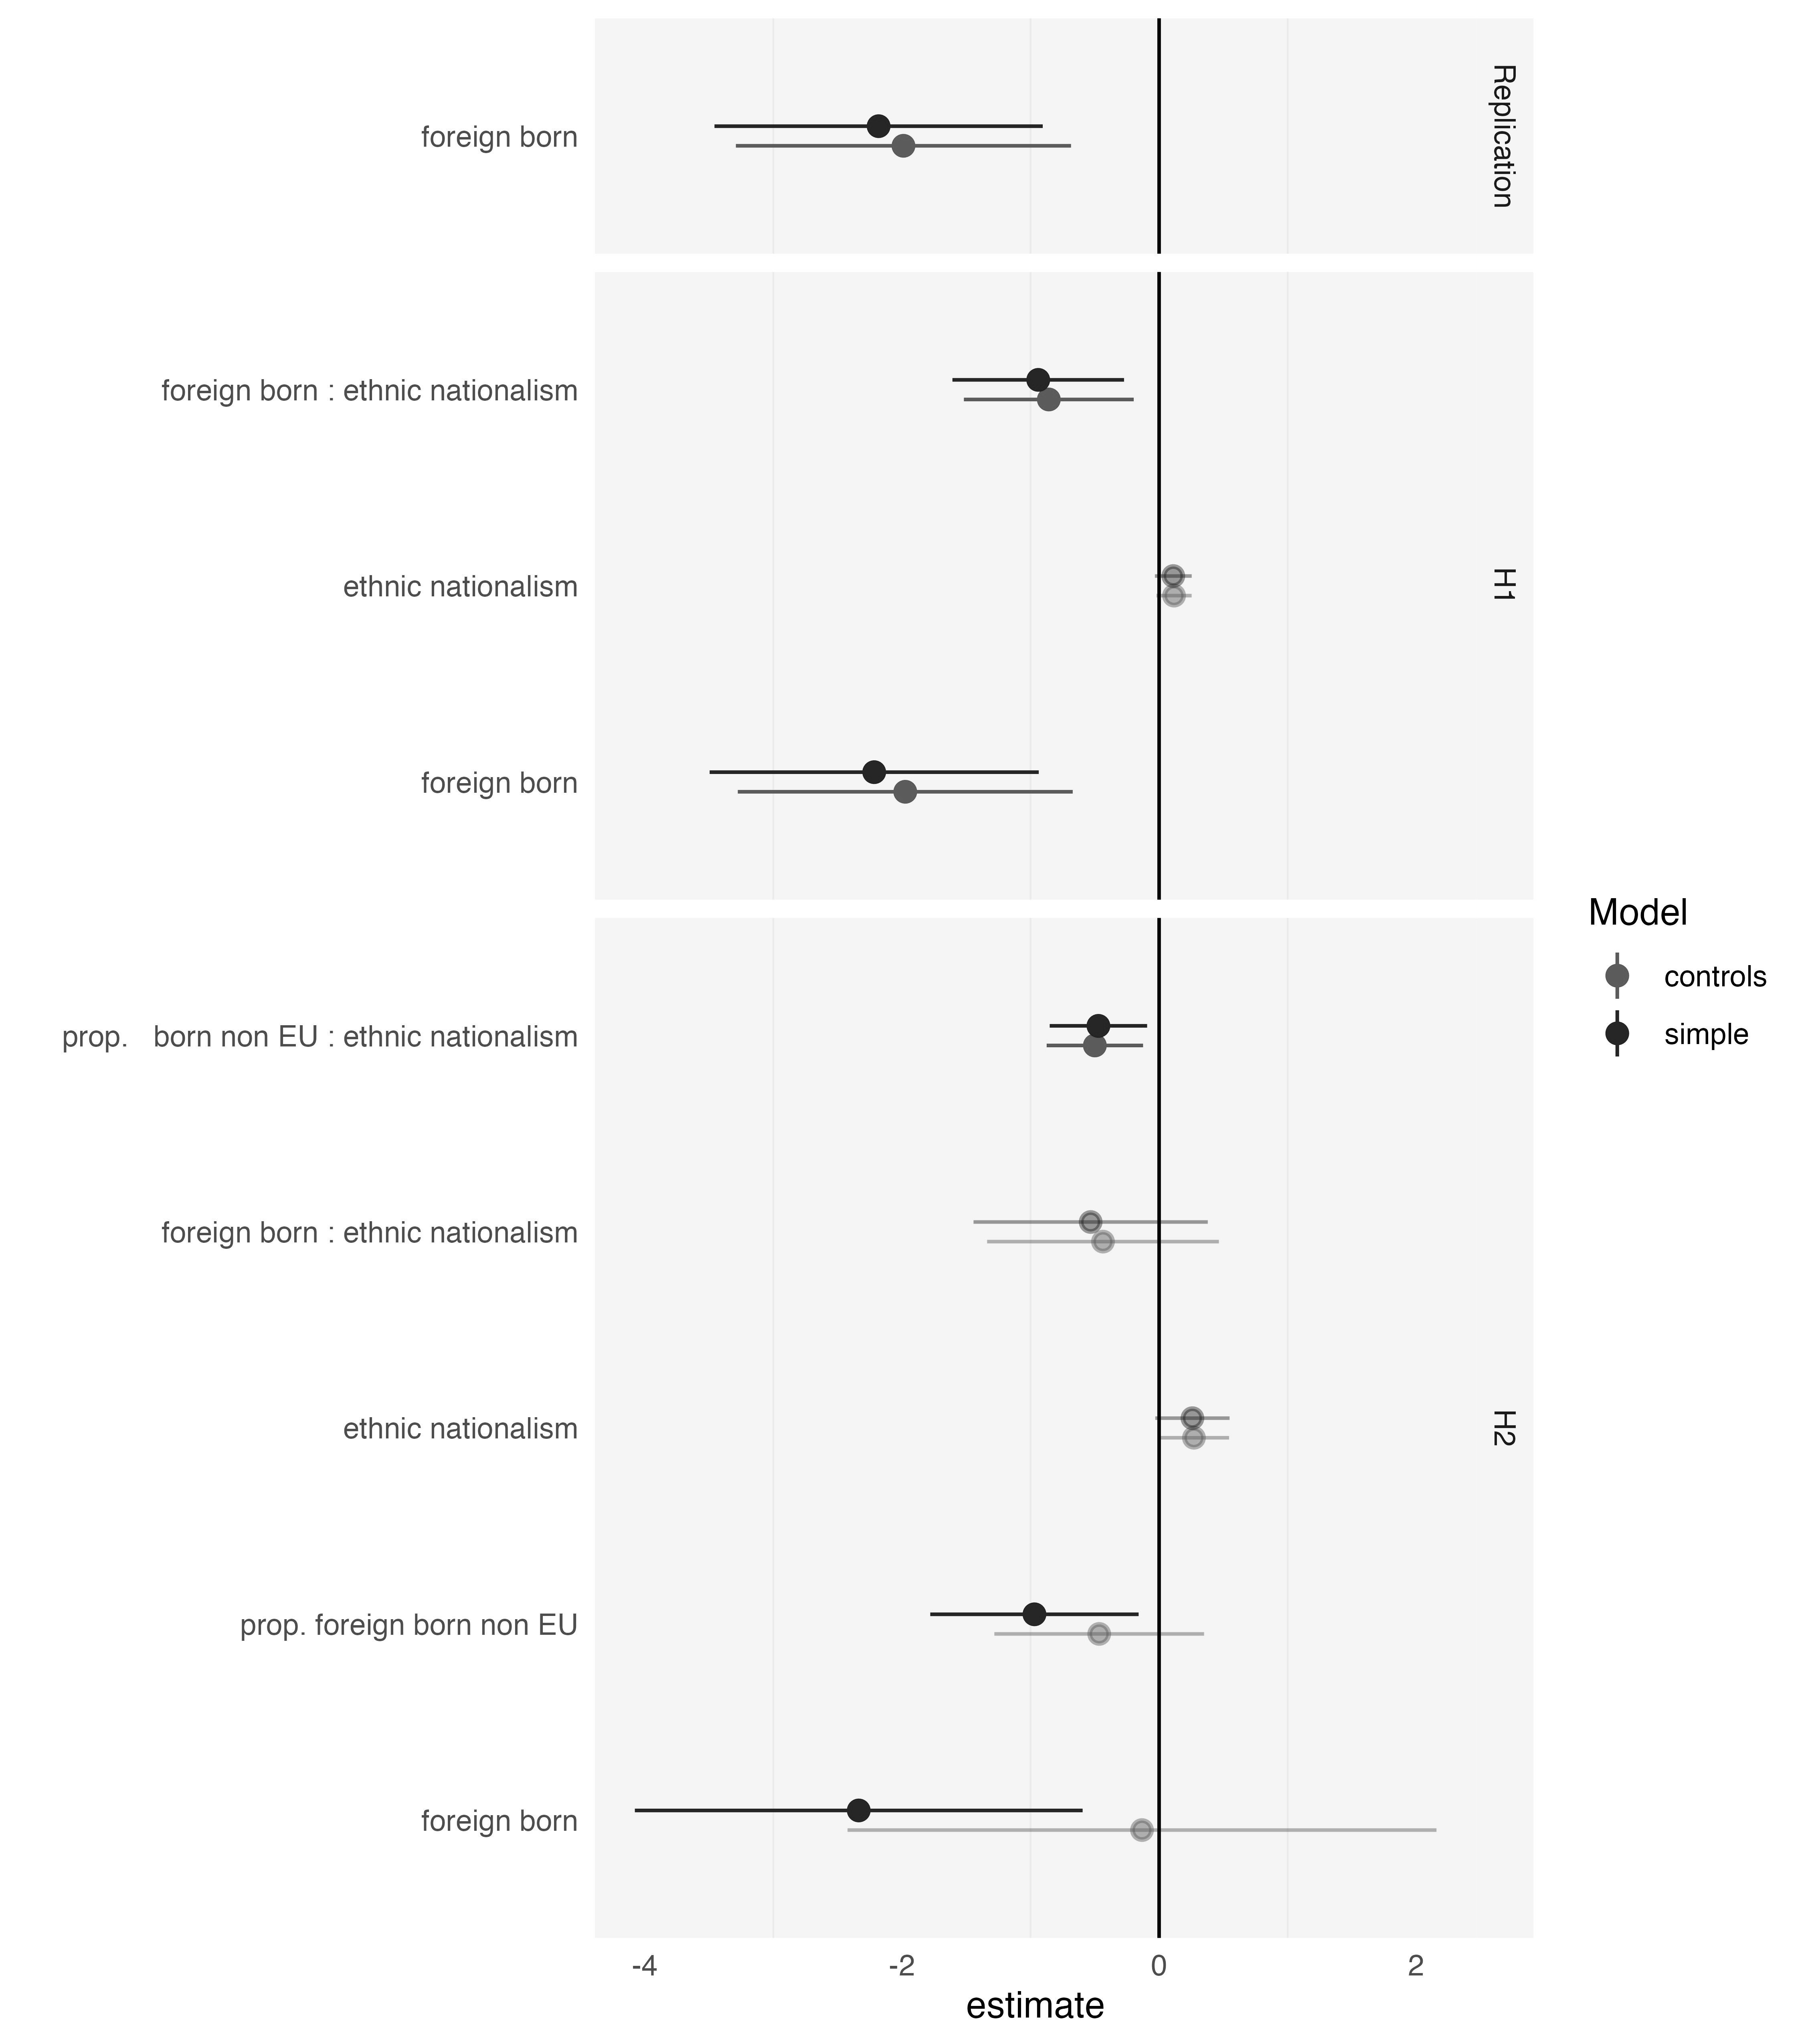 Replication
foreign born
foreign born : ethnic nationalism
ethnic nationalism
H1
foreign born
Model
controls
simple
prop.   born non EU : ethnic nationalism
foreign born : ethnic nationalism
ethnic nationalism
H2
prop. foreign born non EU
foreign born
-4
-2
0
2
estimate